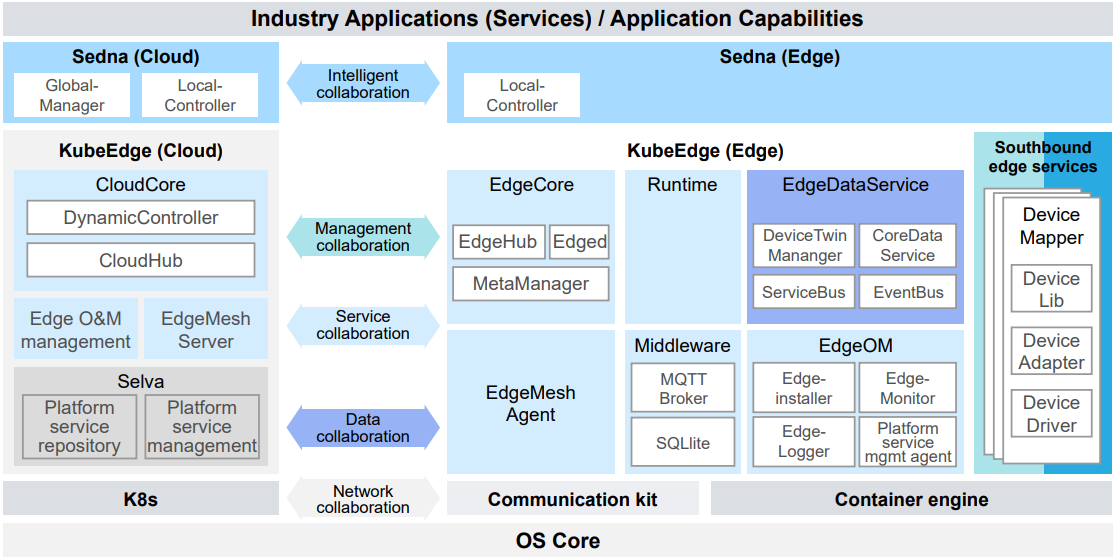 Industry Applications (Services) / Application Capabilities
Sedna (Cloud)
Global-
Manager
Local-
Controller
Intelligent
collaboration
Sedna (Edge)
Local-
Controller
KubeEdge (Cloud)
CloudCore
DynamicController
CloudHub
Edge O&M
management
EdgeMesh
Server
Selva
Platform
service
repository
Platform
service
management
Management
collaboration
Service
collaboration
Data
collaboration
KubeEdge (Edge)
EdgeCore
EdgeHub
Edged
MetaManager
Runtime
EdgeDataService
DeviceTwin
Mananger
CoreData
Service
ServiceBus
EventBus
EdgeMesh
Agent
Middleware
MQTT
Broker
SQLlite
EdgeOM
Edge-
installer
Edge-
Monitor
Edge-
Logger
Platform
service
mgmt agent
Southbound
edge services
Device
Mapper
Device
Lib
Device
Adapter
Device
Driver
K8s
Network
collaboration
Communication kit
Container engine
OS Core